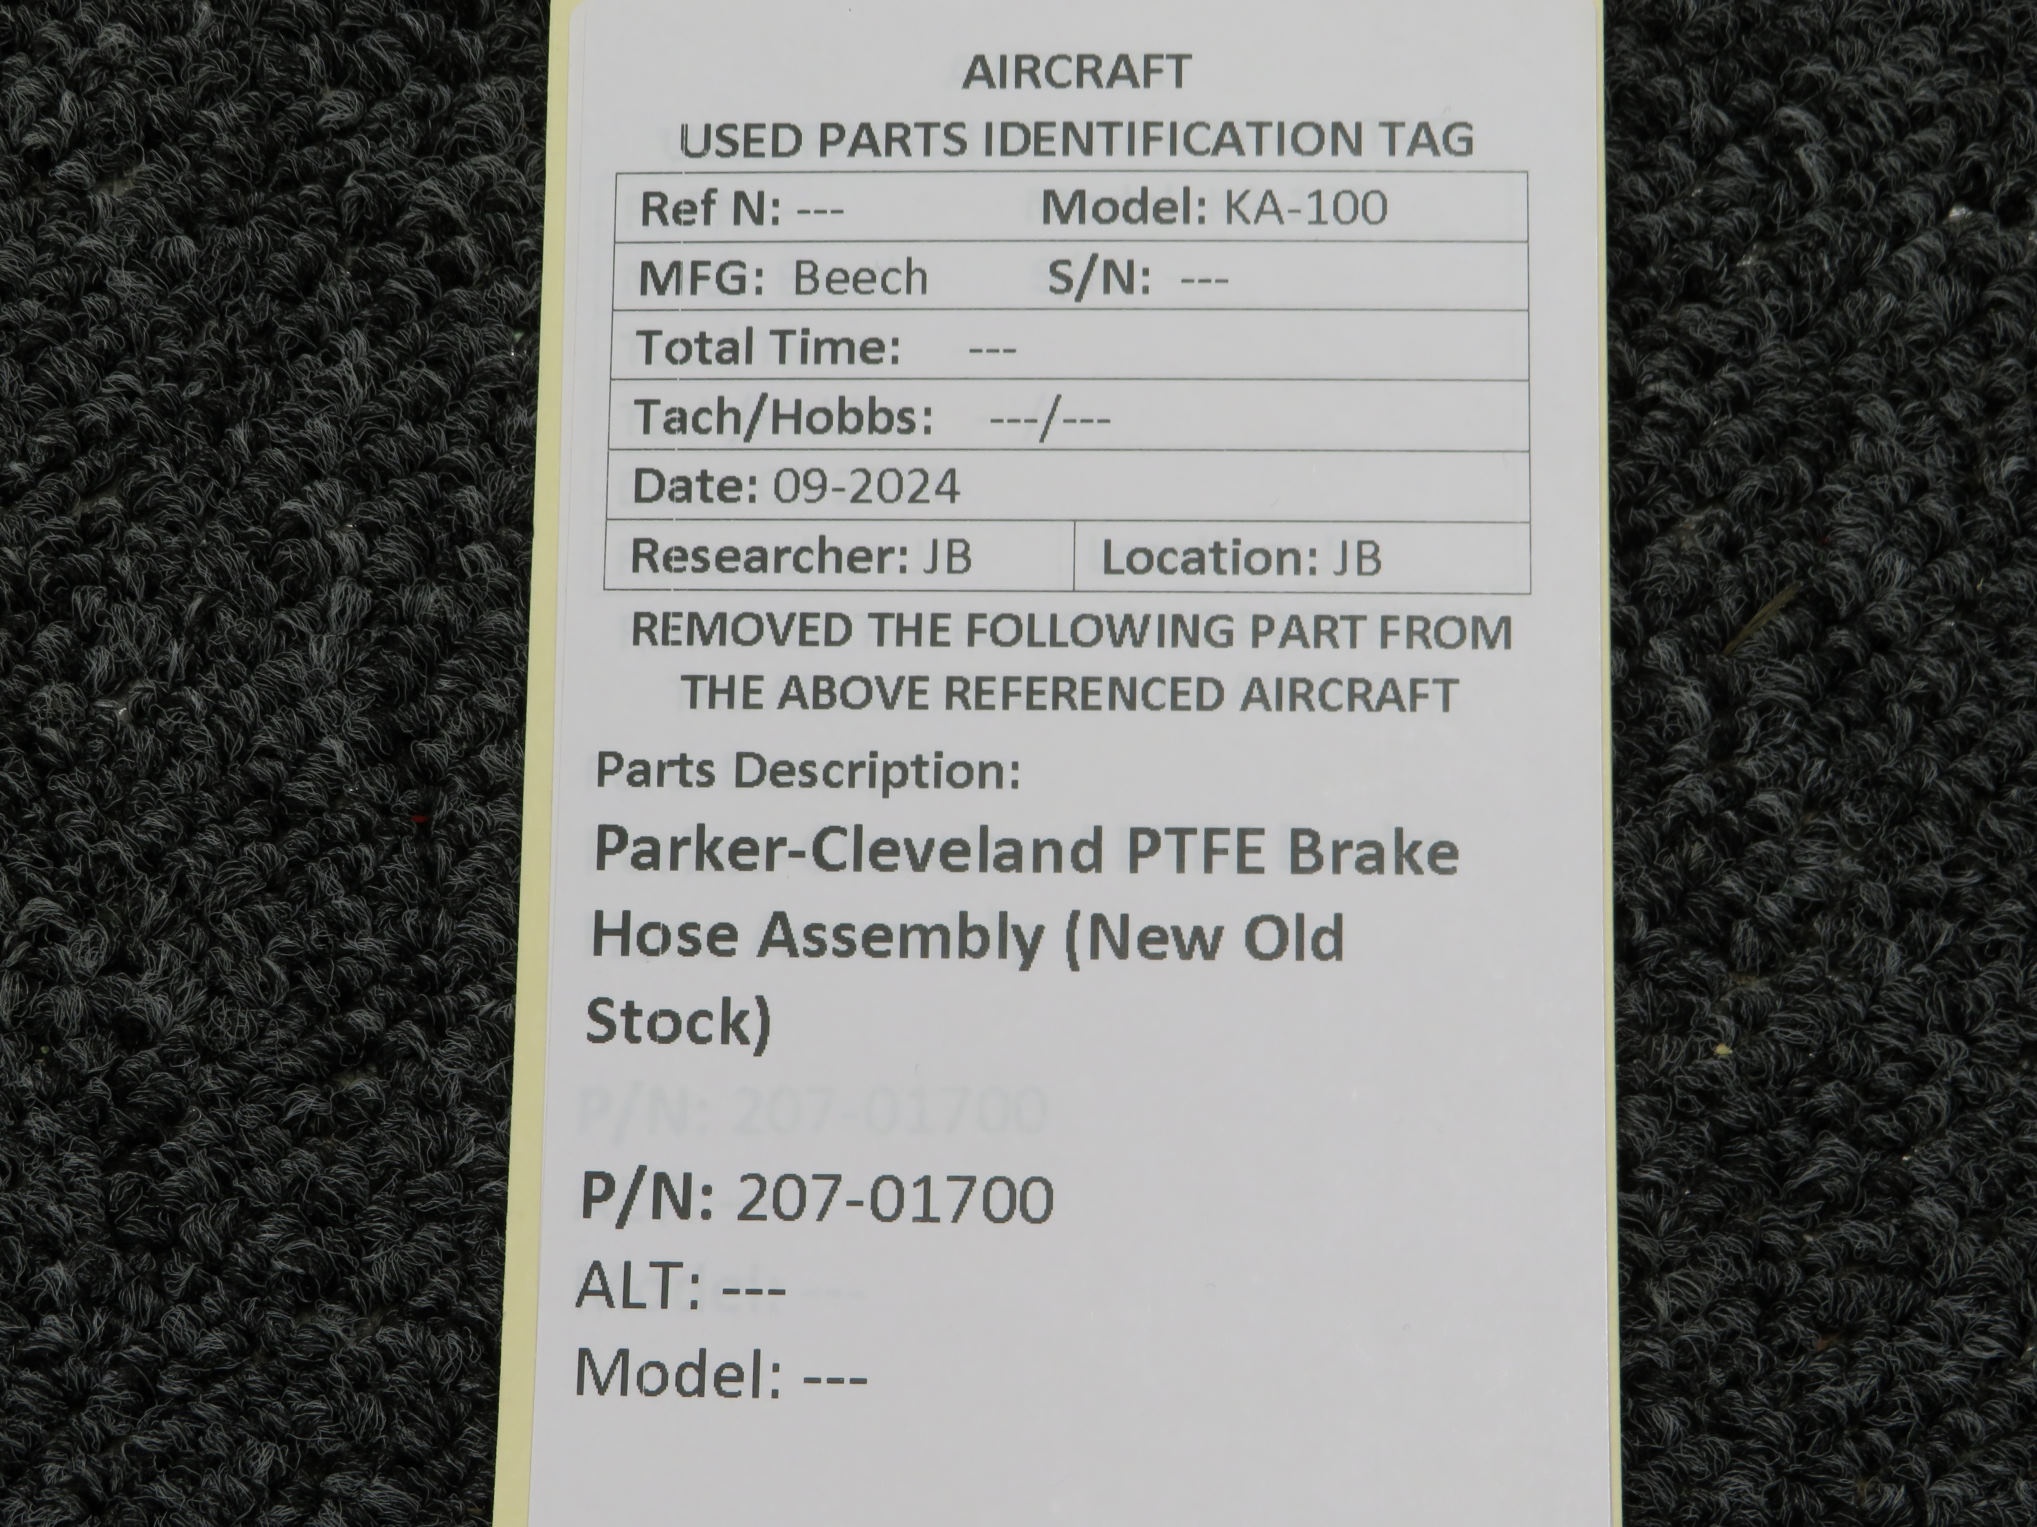 AIRCRAFT
USED PARTS IDENTIFICATION TAG
Ref N: --- Model: KA-100
MFG: Beech S/N: ---
Total Time: ---
Tach/Hobbs: ---/---
Date: 09-2024
Researcher: JB Location: JB
REMOVED THE FOLLOWING PART FROM
THE ABOVE REFERENCED AIRCRAFT
Parts Description:
Parker-Cleveland PTFE Brake
Hose Assembly (New Old
Stock)
P/N: 207-01700
P/N: 207-01700
ALT: ---
Model: ---